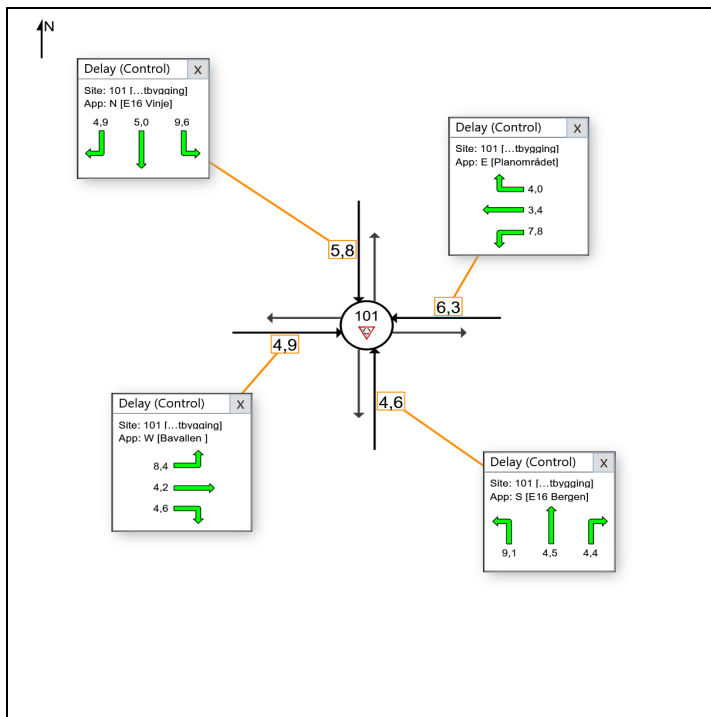 N
Delay (Control) X
Site: 101 [...tbygging]
App: N [E16 Vinje]
4,9 5,0 9,6
Delay (Control) X
Site: 101 [...tbygging]
App: E [Planområdet]
4,0
3,4
7,8
5,8
6,3
101
4,9
4,6
Delay (Control) X
Site: 101 [...tbygging]
App: W [Bavallen ]
8,4
4,2
4,6
Delay (Control) X
Site: 101 [...tbygging]
App: S [E16 Bergen]
9,1 4,5 4,4